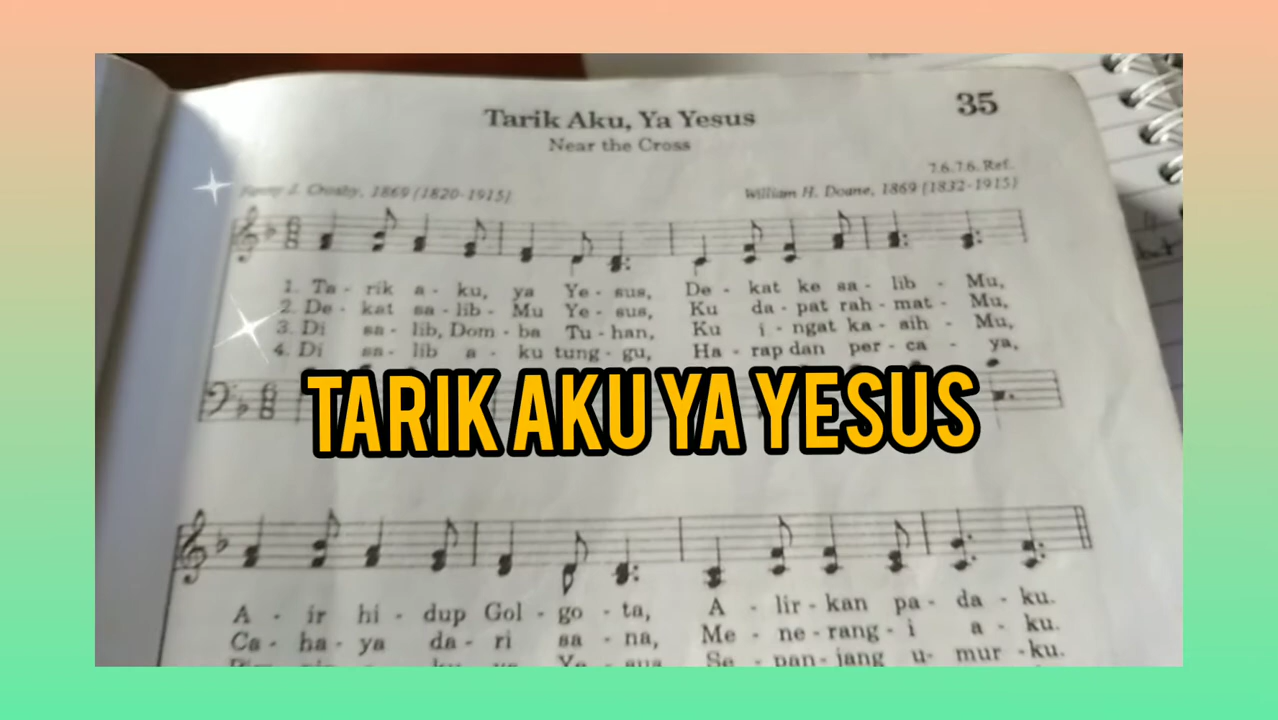 Tarik Aku, Ya Yesus
35
Near the Cross
7.6.7.6. Ref.
Fanny J. Crosby, 1869 (1820-1915)
William H. Doane, 1869 (1832-1915)
1. Ta - rik a - ku, ya Ye - sus, De - kat ke sa - lib - Mu,
2. De - kat sa - lib - Mu Ye - sus, Ku da - pat rah - mat - Mu,
3. Di sa - lib, Dom - ba Tu - han, Ku i - ngat ka - sih - Mu,
4. Di sa - lib a - ku tung - gu, Ha - rap dan per - ca - ya,
TARIK AKU YA YESUS
A - ir hi - dup Gol - go - ta, A - lir - kan pa - da - ku.
Ca - ha - ya da - ri sa - na, Me - ne - rang - i a - ku.
Se - pan - jang u - mur - ku.